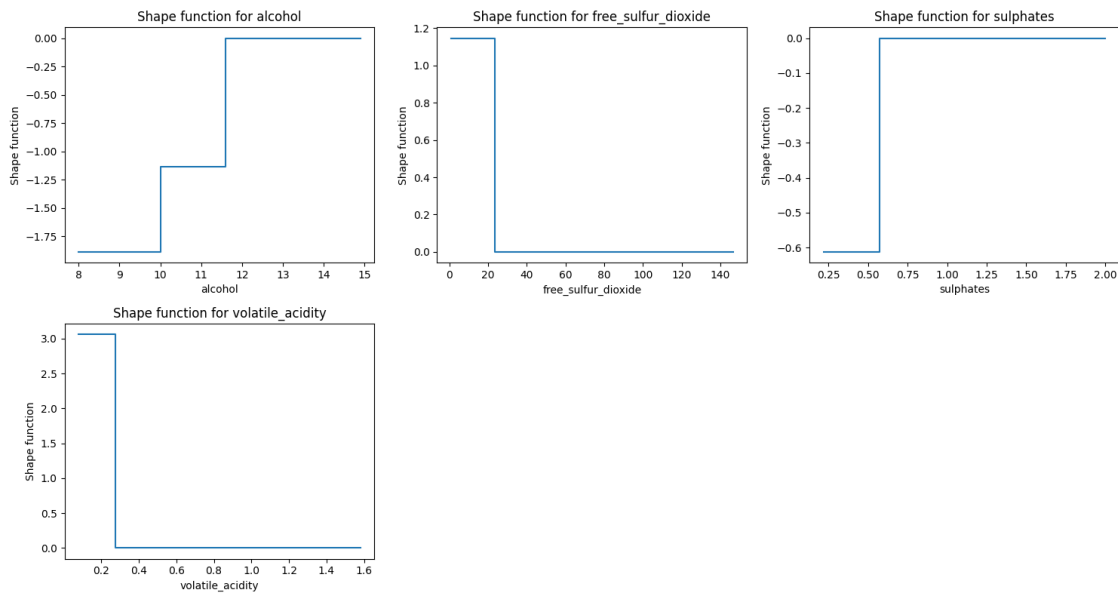 Shape function for alcohol
0.00
−0.25
−0.50
−0.75
−1.00
−1.25
−1.50
−1.75
Shape function
8 9 10 11 12 13 14 15
alcohol
Shape function for free_sulfur_dioxide
1.2
1.0
0.8
0.6
0.4
0.2
0.0
Shape function
0 20 40 60 80 100 120 140
free_sulfur_dioxide
Shape function for sulphates
0.0
−0.1
−0.2
−0.3
−0.4
−0.5
−0.6
Shape function
0.25 0.50 0.75 1.00 1.25 1.50 1.75 2.00
sulphates
Shape function for volatile_acidity
3.0
2.5
2.0
1.5
1.0
0.5
0.0
Shape function
0.2 0.4 0.6 0.8 1.0 1.2 1.4 1.6
volatile_acidity